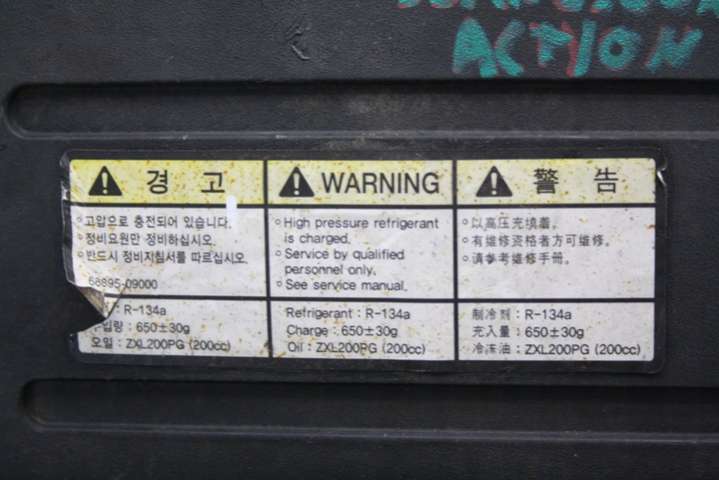 ACTION
경 고
고압으로 충전되어 있습니다.
정비요원만 정비하십시오.
반드시 정비지침서를 따르십시오.
68895-09000
: R-134a
: 650±30g
오일 : ZXL200PG (200cc)
WARNING
High pressure refrigerant
is charged.
Service by qualified
personnel only.
See service manual.
Refrigerant : R-134a
Charge : 650±30g
Oil : ZXL200PG (200cc)
警 告
以高压充填着。
有维修资格者方可维修。
请参考维修手册。
制冷剂 : R-134a
充入量 : 650±30g
冷冻油 : ZXL200PG (200cc)